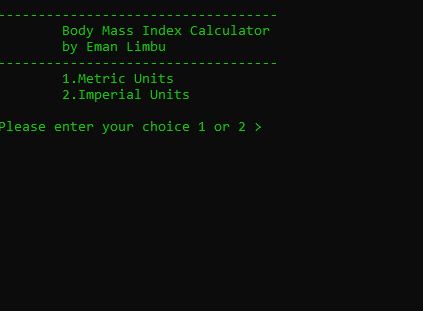 -----------------------------------
Body Mass Index Calculator
by Eman Limbu
-----------------------------------
1.Metric Units
2.Imperial Units
Please enter your choice 1 or 2 >